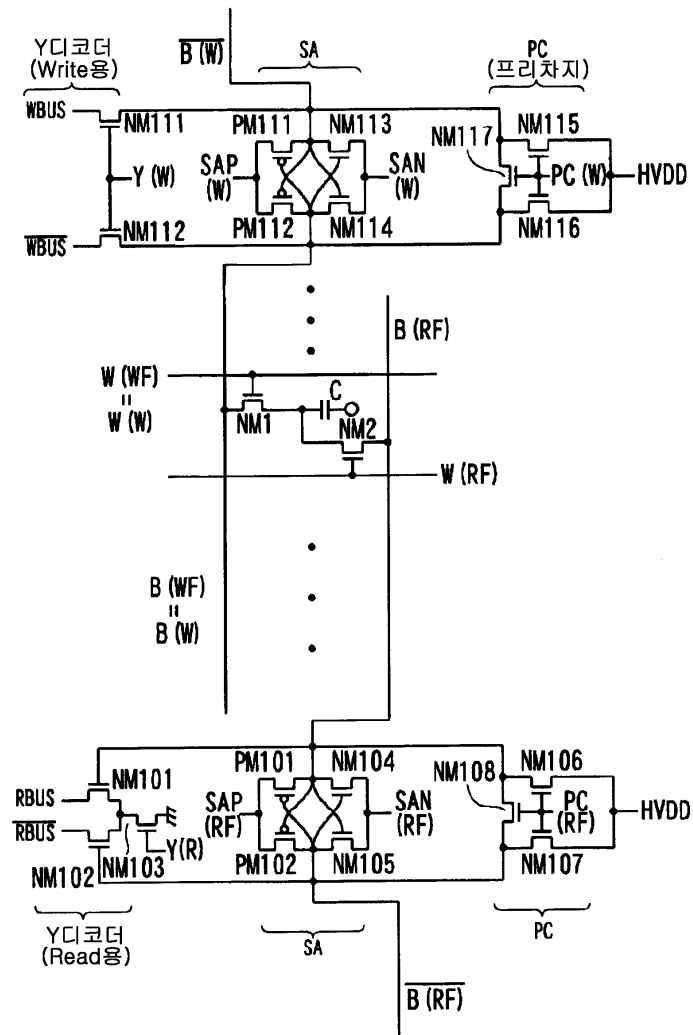 B (W)
SA
Y디코더
(Write용)
PC
(프리차지)
WBUS
NM111
PM111
NM113
NM117
NM115
Y (W)
SAP
(W)
SAN
(W)
PC (W)
HVDD
WBUS
NM112
PM112
NM114
NM116
B (RF)
W (WF)
=
W (W)
C
NM1
NM2
W (RF)
B (WF)
=
B (W)
PM101
NM104
NM106
NM101
NM108
RBUS
SAP
(RF)
SAN
(RF)
PC
(RF)
HVDD
RBUS
NM103
Y(R)
NM102
PM102
NM105
NM107
Y디코더
(Read용)
SA
PC
B (RF)